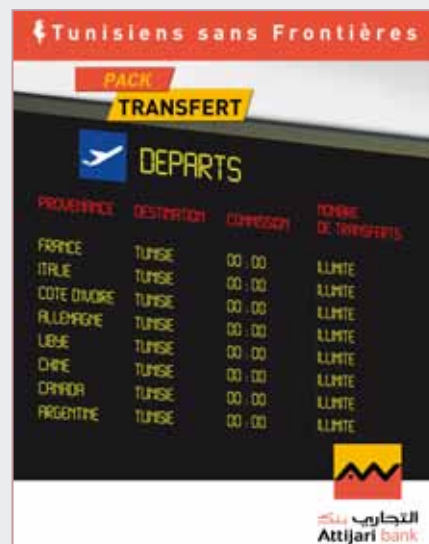 Tunisiens sans Frontières
PACK
TRANSFERT
DEPARTS
PROVENANCE DESTINATION COMMISSION NOMBRE DE TRANSFERTS
FRANCE TUNISIE 00:00 ILLIMITE
ITALIE TUNISIE 00:00 ILLIMITE
COTE D'IVOIRE TUNISIE 00:00 ILLIMITE
ALLEMAGNE TUNISIE 00:00 ILLIMITE
LIBYE TUNISIE 00:00 ILLIMITE
CHINE TUNISIE 00:00 ILLIMITE
CANADA TUNISIE 00:00 ILLIMITE
ARGENTINE TUNISIE 00:00 ILLIMITE
التجاري بنك
Attijari bank